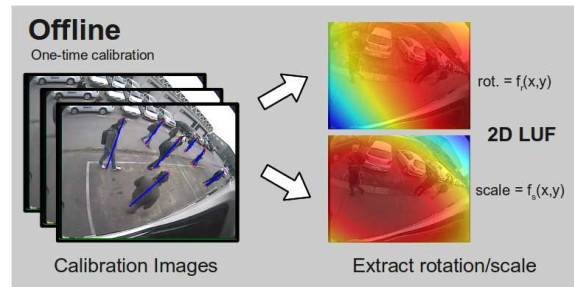 Offline
One-time calibration
rot. = fr(x,y)
2D LUF
scale = fs(x,y)
Calibration Images
Extract rotation/scale